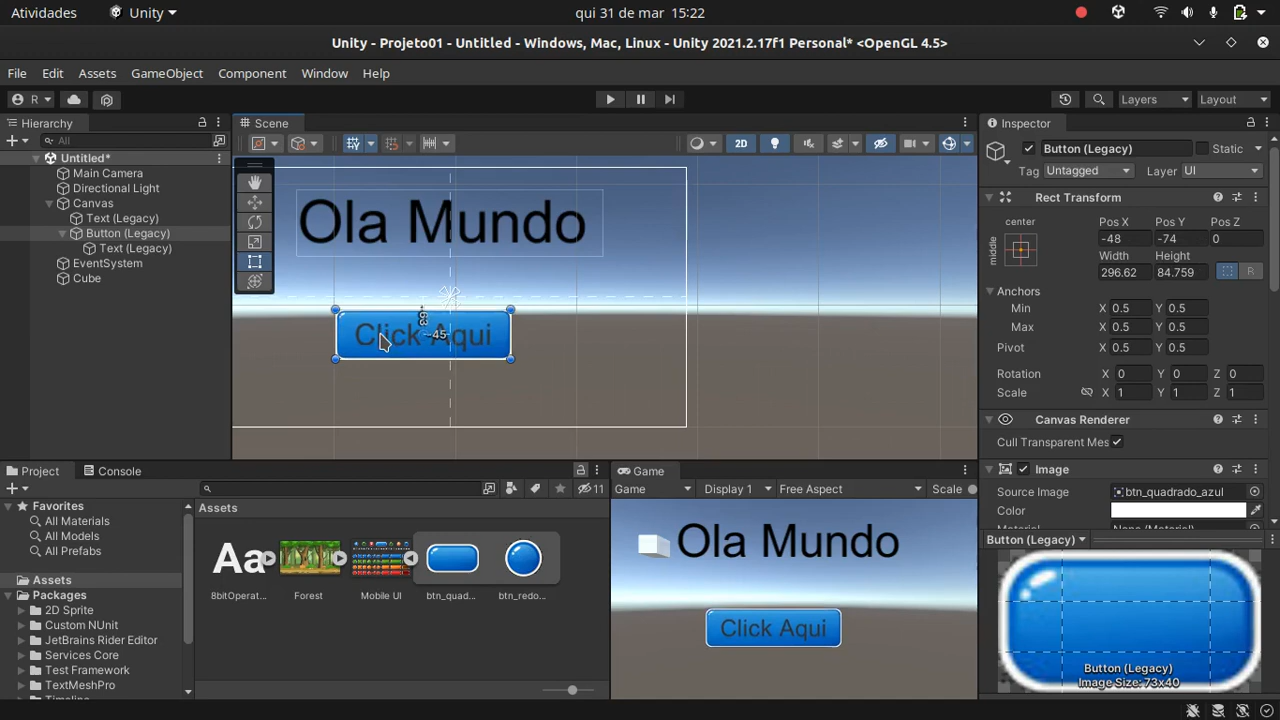 Atividades
Unity
qui 31 de mar 15:22
Unity - Projeto01 - Untitled - Windows, Mac, Linux - Unity 2021.2.17f1 Personal* <OpenGL 4.5>
File Edit Assets GameObject Component Window Help
R
Layers
Layout
Hierarchy
All
Untitled*
Main Camera
Directional Light
Canvas
Text (Legacy)
Button (Legacy)
Text (Legacy)
EventSystem
Cube
Scene
2D
Ola Mundo
Click Aqui
-45
Inspector
Button (Legacy)
Static
Tag Untagged
Layer UI
Rect Transform
center
middle
Pos X Pos Y Pos Z
-48 -74 0
Width Height
296.62 84.759
R
Anchors
Min X 0.5 Y 0.5
Max X 0.5 Y 0.5
Pivot X 0.5 Y 0.5
Rotation X 0 Y 0 Z 0
Scale X 1 Y 1 Z 1
Canvas Renderer
Cull Transparent Mes
Image
Source Image btn_quadrado_azul
Color
Material None (Material)
Button (Legacy)
Button (Legacy)
Image Size: 73x40
Project
Console
11
Favorites
All Materials
All Models
All Prefabs
Assets
Packages
2D Sprite
Custom NUnit
JetBrains Rider Editor
Services Core
Test Framework
TextMeshPro
Timeline
Assets
Aa
8bitOperat...
Forest
Mobile UI
btn_quad...
btn_redo...
Game
Game Display 1 Free Aspect Scale
Ola Mundo
Click Aqui